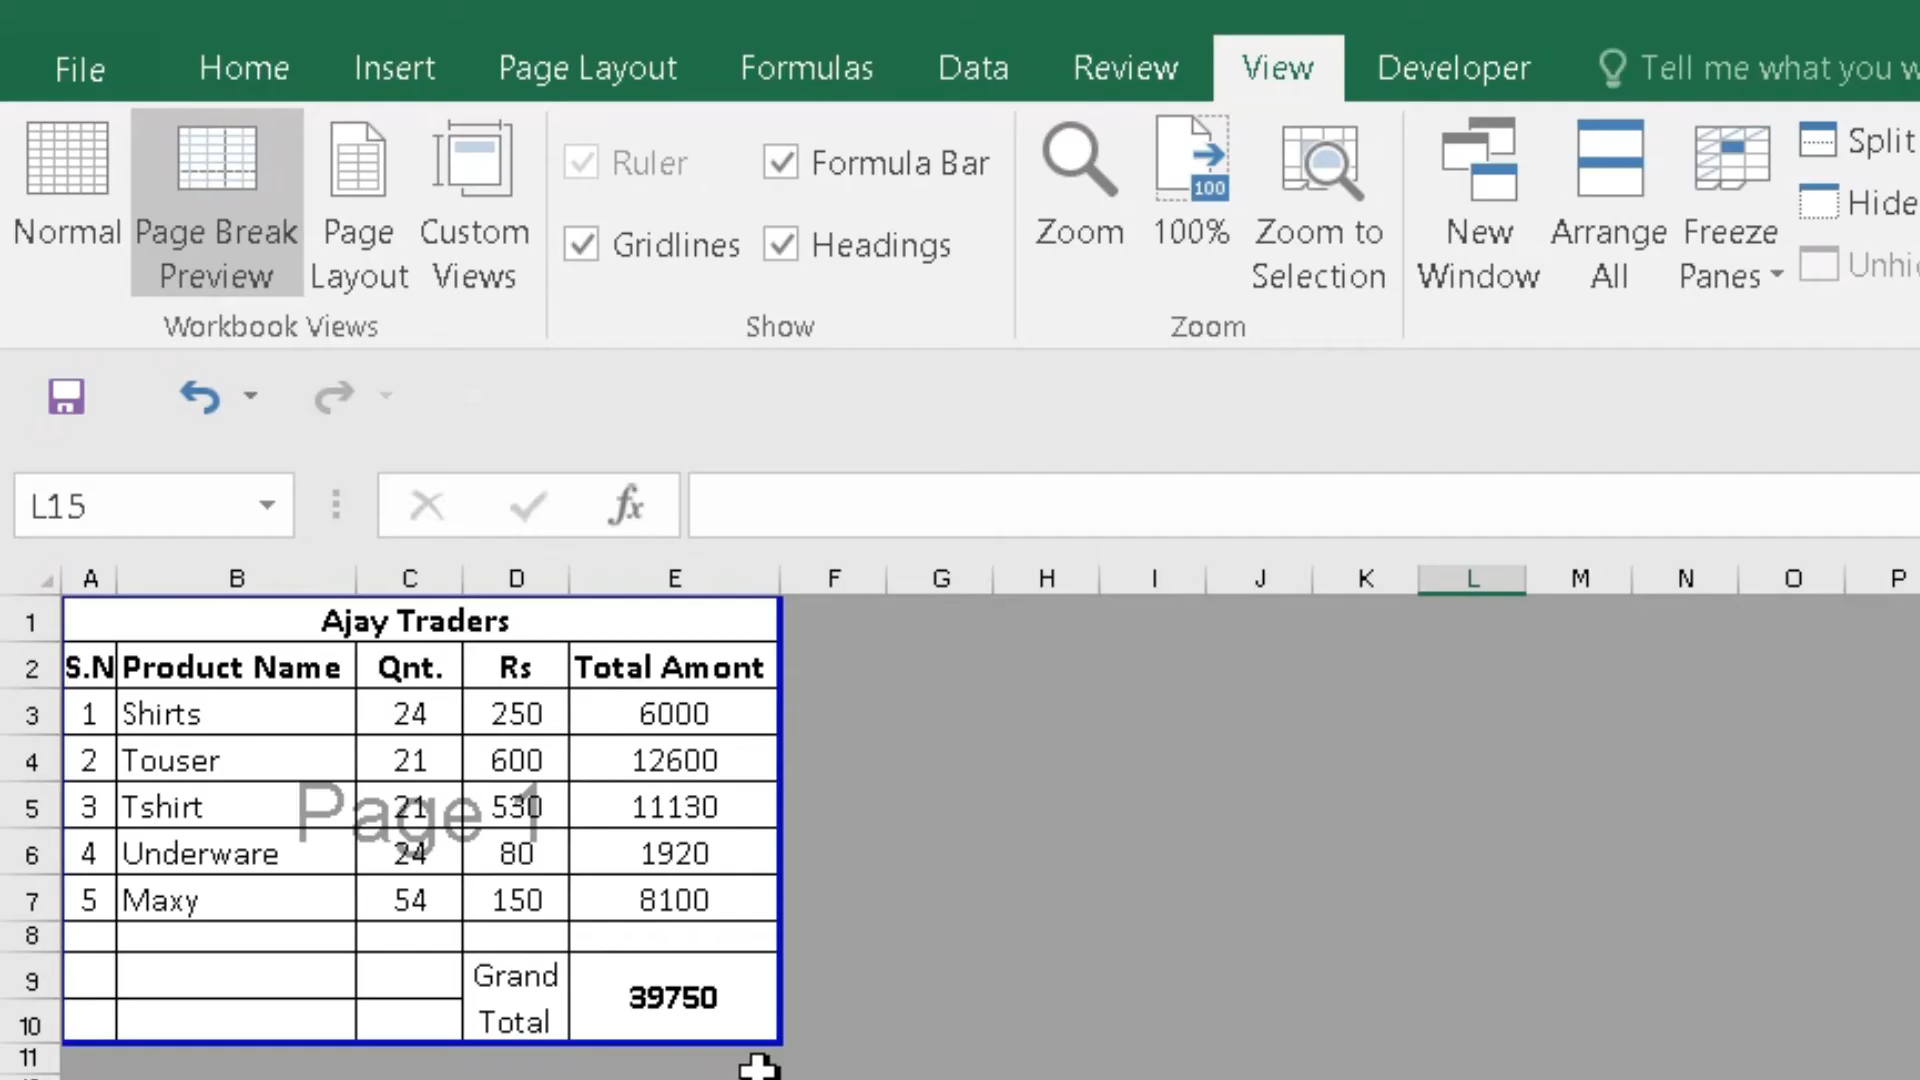 File Home Insert Page Layout Formulas Data Review View Developer Tell me what you w
Normal Page Break Preview Page Layout Custom Views
Ruler Formula Bar
Gridlines Headings
Zoom 100 100% Zoom to Selection
New Window Arrange All Freeze Panes
Split
Hide
Unhi
Workbook Views Show Zoom
L15 fx
A B C D E F G H I J K L M N O P
1 Ajay Traders
2 S.N Product Name Qnt. Rs Total Amont
3 1 Shirts 24 250 6000
4 2 Touser 21 600 12600
5 3 Tshirt 21 530 11130
Page 1
6 4 Underware 24 80 1920
7 5 Maxy 54 150 8100
8
9 Grand 39750
10 Total
11